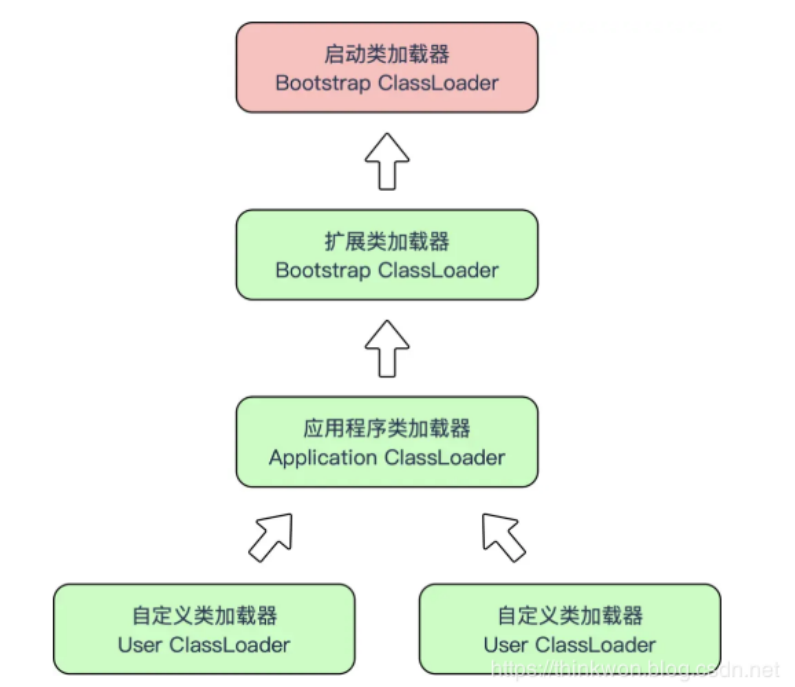 启动类加载器
Bootstrap ClassLoader
扩展类加载器
Bootstrap ClassLoader
应用程序类加载器
Application ClassLoader
自定义类加载器
User ClassLoader
自定义类加载器
User ClassLoader
https://thinkwon.blog.csdn.net